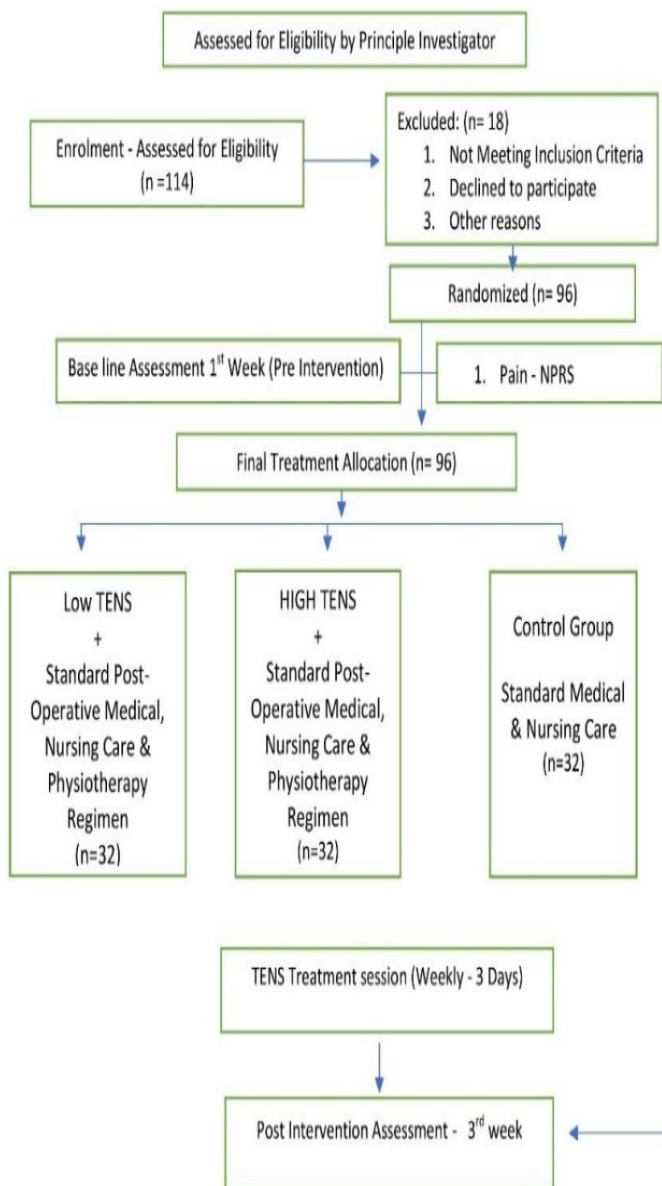 Assessed for Eligibility by Principle Investigator
Enrolment - Assessed for Eligibility
(n =114)
Excluded: (n= 18)
1. Not Meeting Inclusion Criteria
2. Declined to participate
3. Other reasons
Randomized (n= 96)
Base line Assessment 1st Week (Pre Intervention)
1. Pain - NPRS
Final Treatment Allocation (n= 96)
Low TENS
+
Standard Post-
Operative Medical,
Nursing Care &
Physiotherapy
Regimen
(n=32)
HIGH TENS
+
Standard Post-
Operative Medical,
Nursing Care &
Physiotherapy
Regimen
(n=32)
Control Group
Standard Medical
& Nursing Care
(n=32)
TENS Treatment session (Weekly - 3 Days)
Post Intervention Assessment - 3rd week